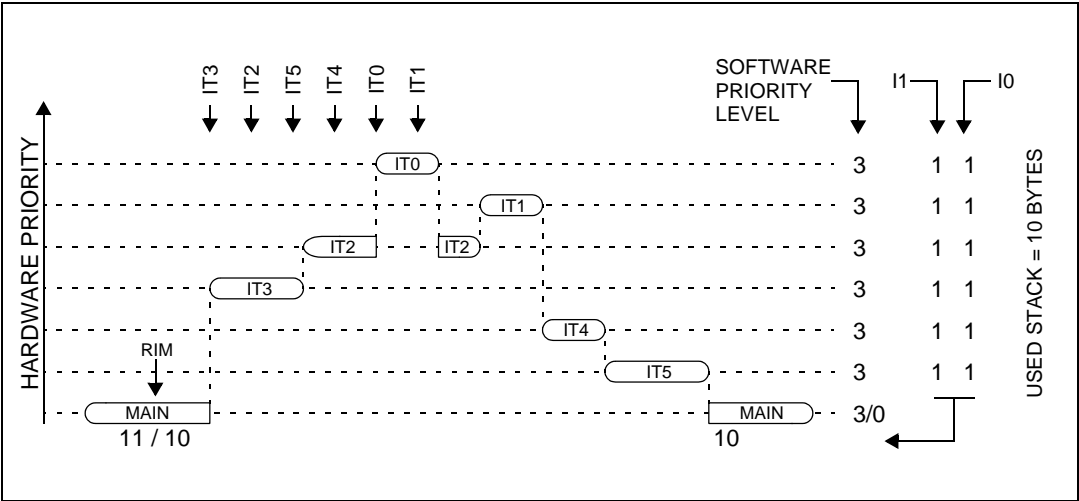 IT3
IT2
IT5
IT4
IT0
IT1
SOFTWARE
PRIORITY
LEVEL
I1
I0
HARDWARE PRIORITY
IT0
3 1 1
IT1
3 1 1
IT2
IT2
3 1 1
IT3
3 1 1
IT4
3 1 1
RIM
IT5
3 1 1
MAIN
MAIN
3/0
11 / 10
10
USED STACK = 10 BYTES